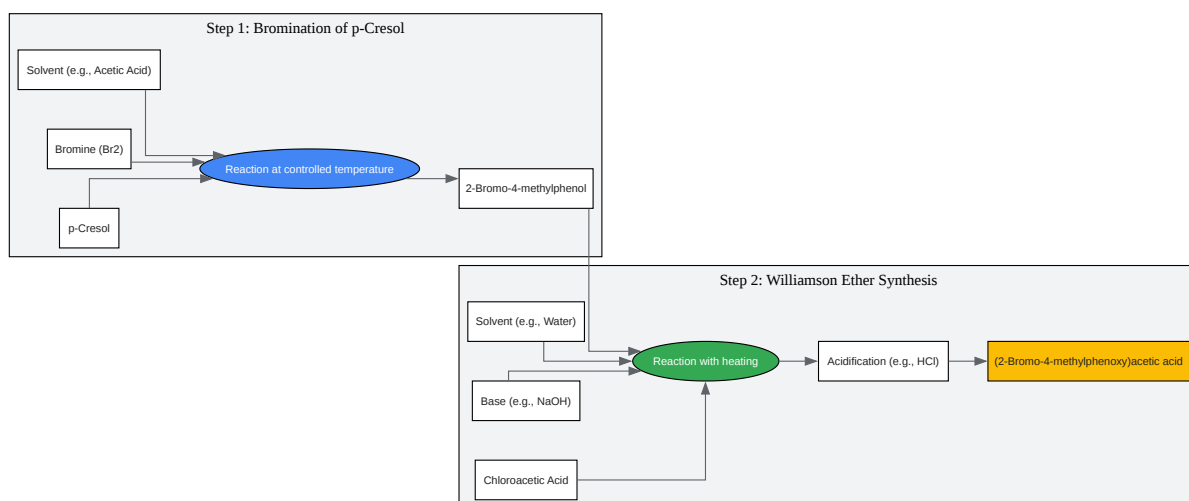 Step 1: Bromination of p-Cresol
Solvent (e.g., Acetic Acid)
Bromine (Br2)
Reaction at controlled temperature
2-Bromo-4-methylphenol
p-Cresol
Step 2: Williamson Ether Synthesis
Solvent (e.g., Water)
Reaction with heating
Acidification (e.g., HCl)
(2-Bromo-4-methylphenoxy)acetic acid
Base (e.g., NaOH)
Chloroacetic Acid